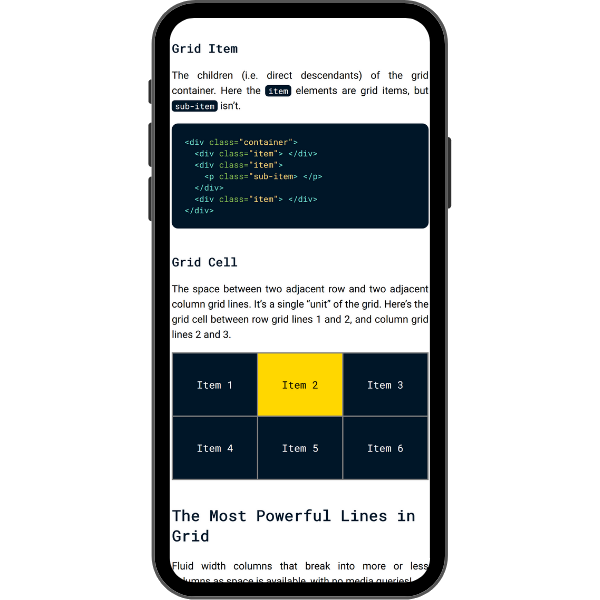 Grid Item
The children (i.e. direct descendants) of the grid
container. Here the item elements are grid items, but
sub-item isn't.
<div class="container">
<div class="item"> </div>
<div class="item">
<p class="sub-item> </p>
</div>
<div class="item"> </div>
</div>
Grid Cell
The space between two adjacent row and two adjacent
column grid lines. It's a single "unit" of the grid. Here's the
grid cell between row grid lines 1 and 2, and column grid
lines 2 and 3.
Item 1 Item 2 Item 3
Item 4 Item 5 Item 6
The Most Powerful Lines in
Grid
Fluid width columns that break into more or less
columns as space is available, with no media queries!